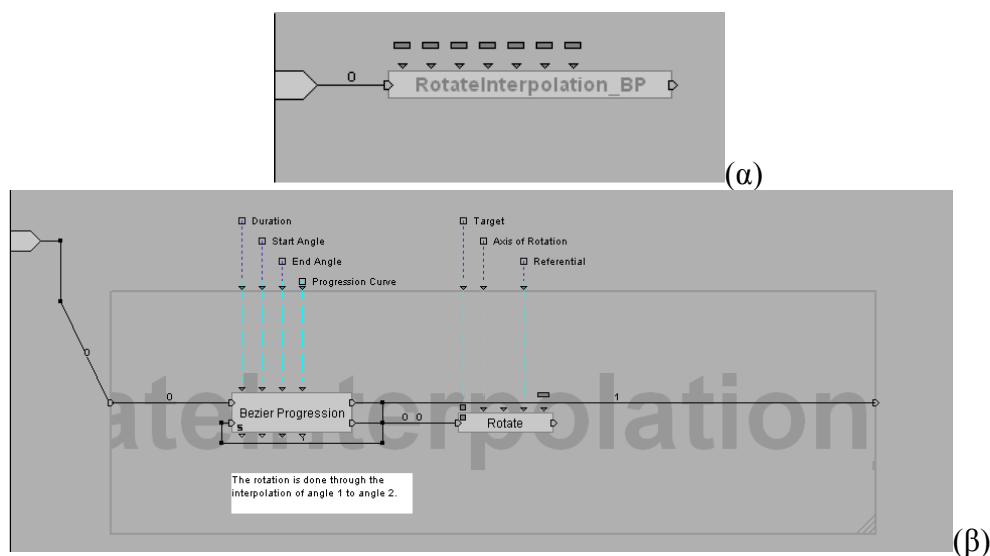 0
RotateInterpolation_BP
(α)
Duration
Target
Start Angle
Axis of Rotation
End Angle
Referential
Progression Curve
0
0
1
ateInterpolation
Bezier Progression
s
0 0
Rotate
The rotation is done through the
interpolation of angle 1 to angle 2.
(β)